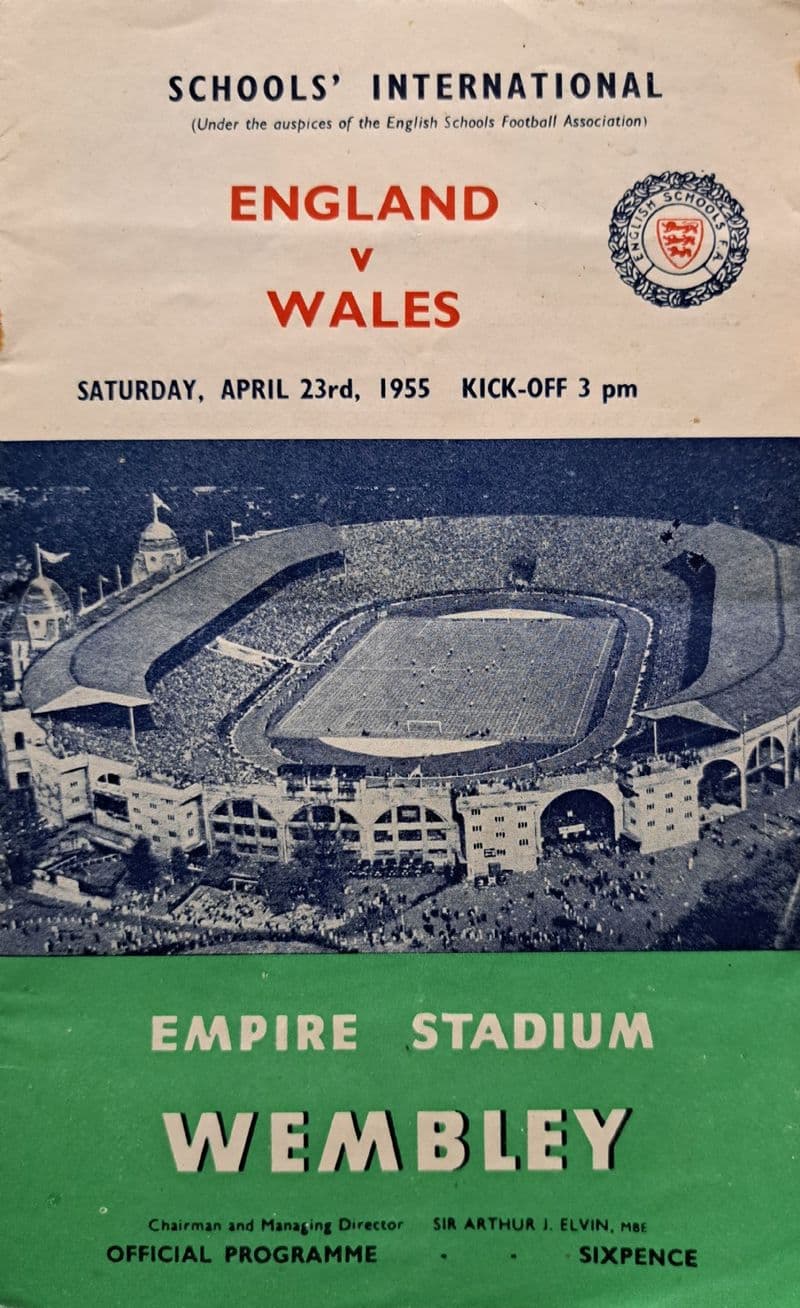 SCHOOLS' INTERNATIONAL
(Under the auspices of the English Schools Football Association)
ENGLAND
v
WALES
ENGLISH SCHOOLS F.A.
SATURDAY, APRIL 23rd, 1955 KICK-OFF 3 pm
EMPIRE STADIUM
WEMBLEY
Chairman and Managing Director SIR ARTHUR J. ELVIN, MBE
OFFICIAL PROGRAMME · · SIXPENCE